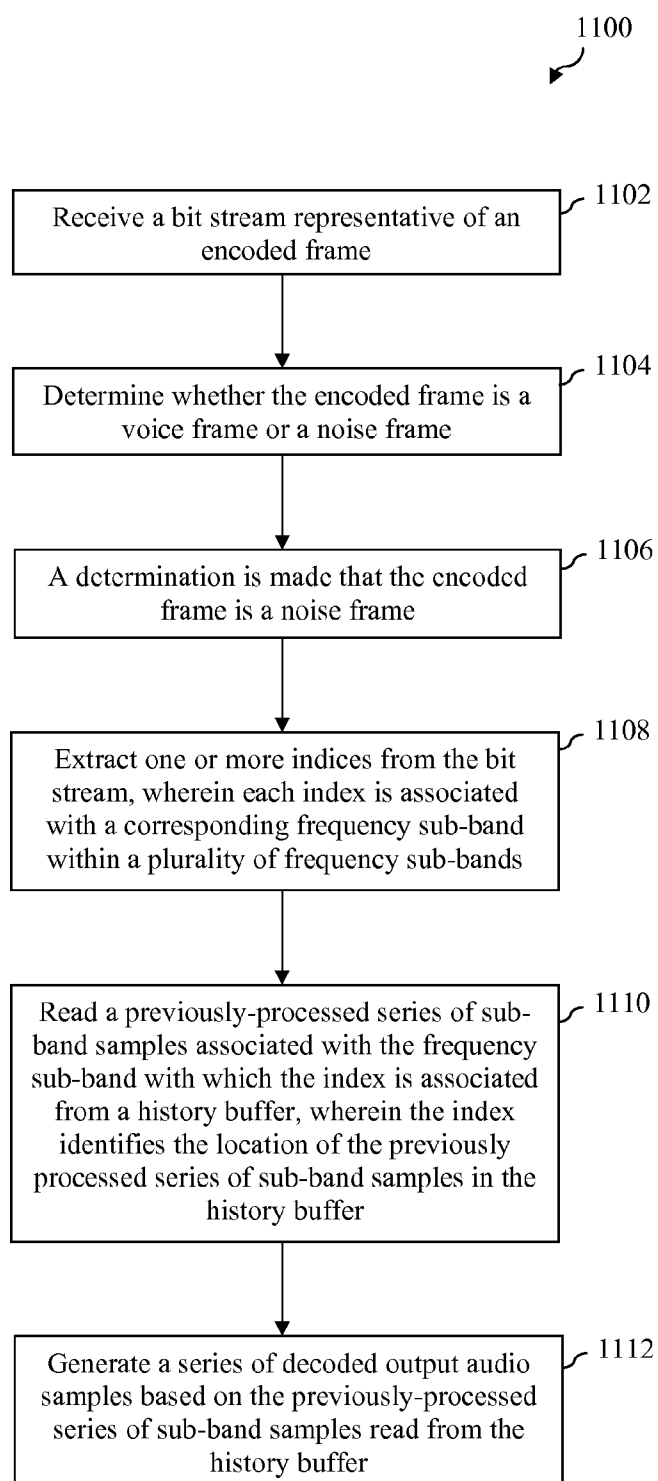 1100
1102
Receive a bit stream representative of an
encoded frame
1104
Determine whether the encoded frame is a
voice frame or a noise frame
1106
A determination is made that the encoded
frame is a noise frame
1108
Extract one or more indices from the bit
stream, wherein each index is associated
with a corresponding frequency sub-band
within a plurality of frequency sub-bands
1110
Read a previously-processed series of sub-
band samples associated with the frequency
sub-band with which the index is associated
from a history buffer, wherein the index
identifies the location of the previously
processed series of sub-band samples in the
history buffer
1112
Generate a series of decoded output audio
samples based on the previously-processed
series of sub-band samples read from the
history buffer